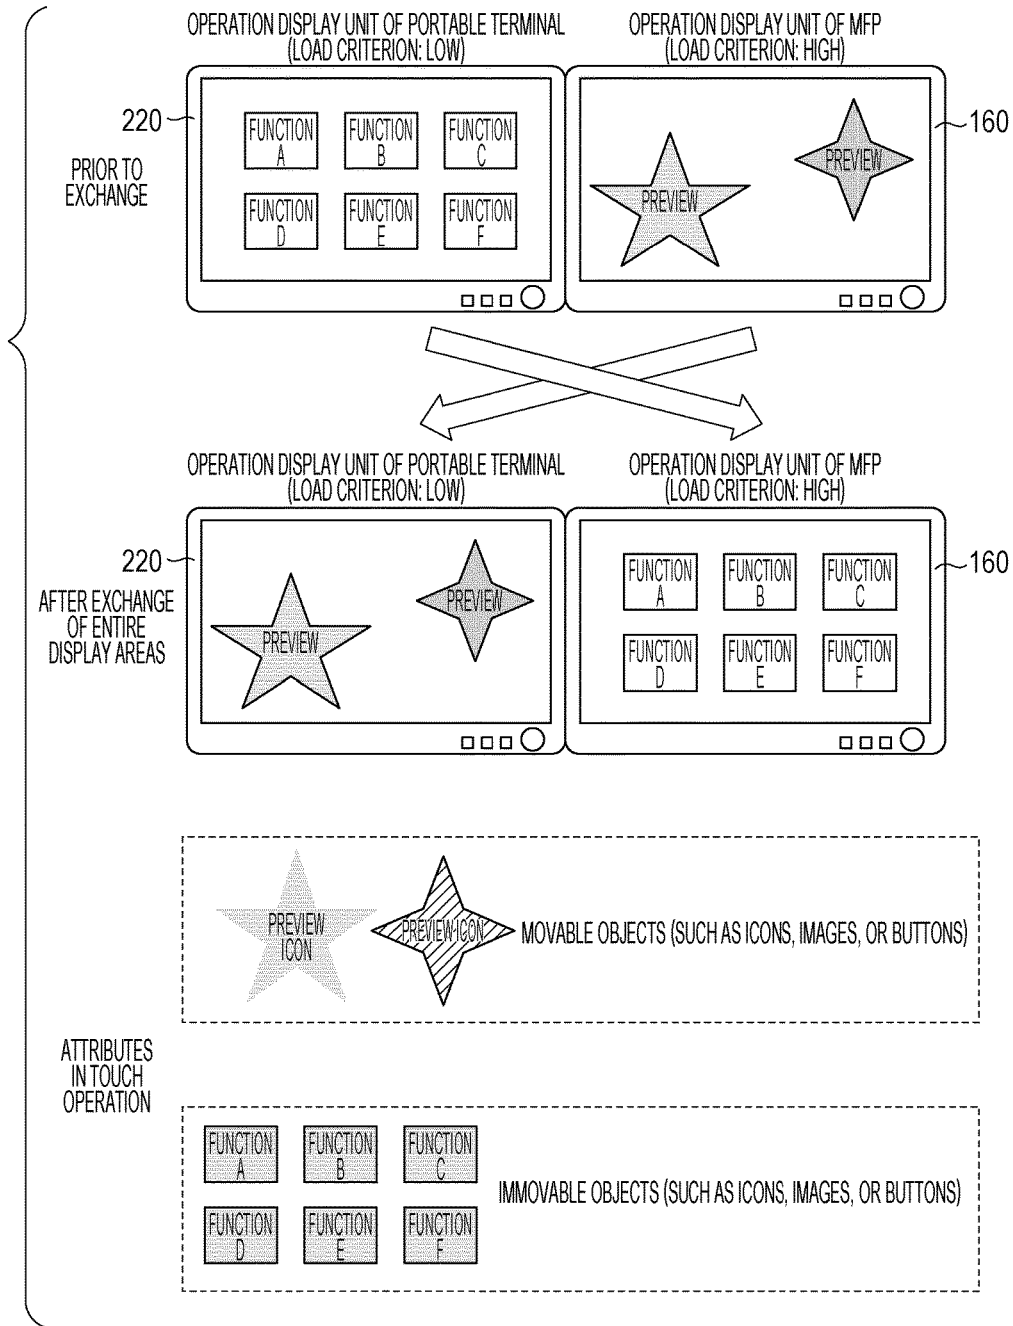 OPERATION DISPLAY UNIT OF PORTABLE TERMINAL
(LOAD CRITERION: LOW)
OPERATION DISPLAY UNIT OF MFP
(LOAD CRITERION: HIGH)
220
160
PRIOR TO
EXCHANGE
FUNCTION
A
FUNCTION
B
FUNCTION
C
FUNCTION
D
FUNCTION
E
FUNCTION
F
PREVIEW
PREVIEW
OPERATION DISPLAY UNIT OF PORTABLE TERMINAL
(LOAD CRITERION: LOW)
OPERATION DISPLAY UNIT OF MFP
(LOAD CRITERION: HIGH)
220
160
AFTER EXCHANGE
OF ENTIRE
DISPLAY AREAS
PREVIEW
PREVIEW
FUNCTION
A
FUNCTION
B
FUNCTION
C
FUNCTION
D
FUNCTION
E
FUNCTION
F
ATTRIBUTES
IN TOUCH
OPERATION
PREVIEW
ICON
PREVIEW ICON
MOVABLE OBJECTS (SUCH AS ICONS, IMAGES, OR BUTTONS)
FUNCTION
A
FUNCTION
B
FUNCTION
C
FUNCTION
D
FUNCTION
E
FUNCTION
F
IMMOVABLE OBJECTS (SUCH AS ICONS, IMAGES, OR BUTTONS)